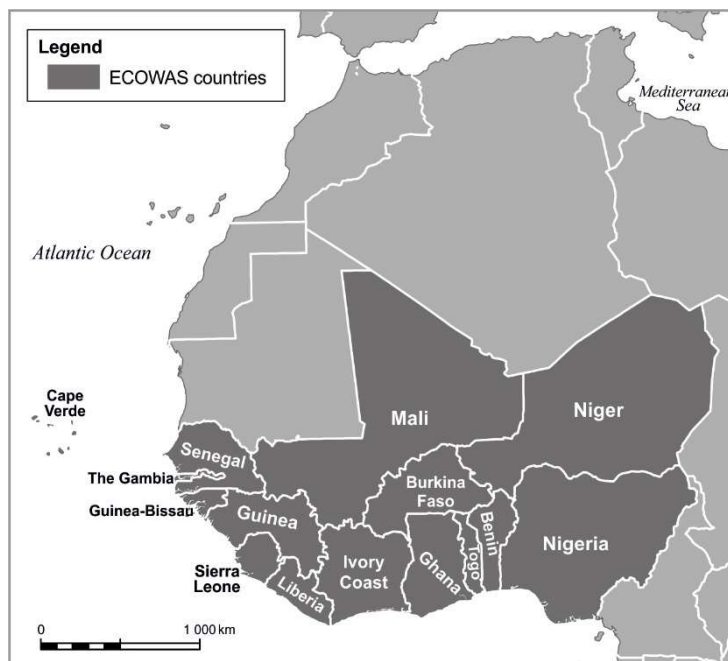 Legend
ECOWAS countries
Mediterranean
Sea
Atlantic Ocean
Cape
Verde
Mali
Niger
Senegal
The Gambia
Burkina
Faso
Guinea-Bissau
Guinea
Benin
Nigeria
Sierra
Leone
Liberia
Ivory
Coast
Ghana
Togo
0
1 000 km